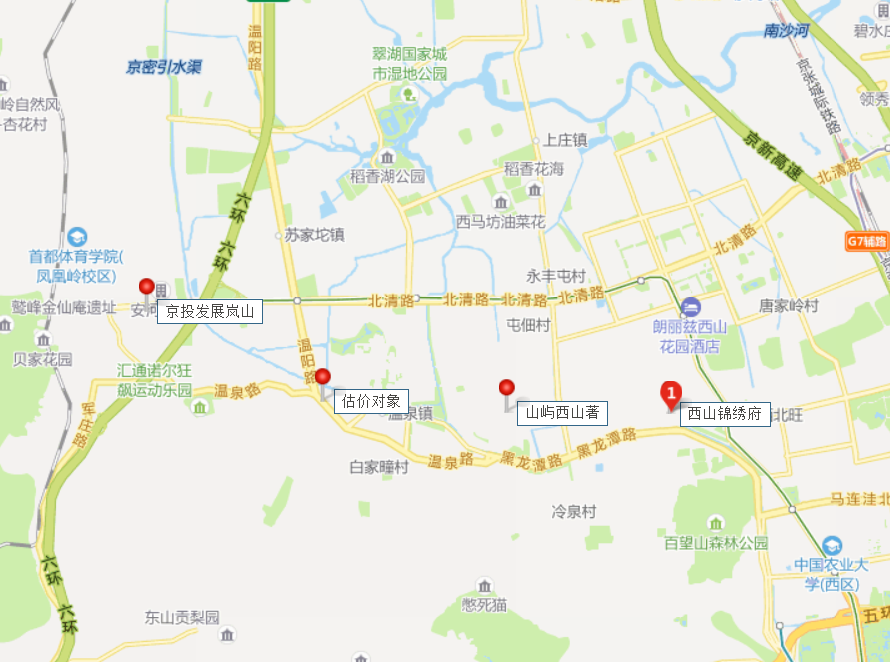 温阳路
南沙河
碧水庄
京密引水渠
翠湖国家城
市湿地公园
京张城际铁路
领秀
岭自然风
杏花村
上庄镇
京新高速
稻香湖公园
稻香花海
北清路
六环
西马坊油菜花
苏家坨镇
北清路
G7辅路
首都体育学院(
凤凰岭校区)
六环
永丰屯村
鹫峰金仙庵遗址
安河
京投发展岚山
北清路
北清路
北清路
北清路
唐家岭村
屯佃村
朗丽兹西山
花园酒店
贝家花园
温阳路
汇通诺尔狂
飙运动乐园
温泉路
军庄路
估价对象
温泉镇
山屿西山著
1
西山锦绣府
北旺
白家疃村
温泉路
黑龙潭路
黑龙潭路
马连洼北
冷泉村
百望山森林公园
中国农业大
学(西区)
六环
六环
憋死猫
东山贡梨园
五环